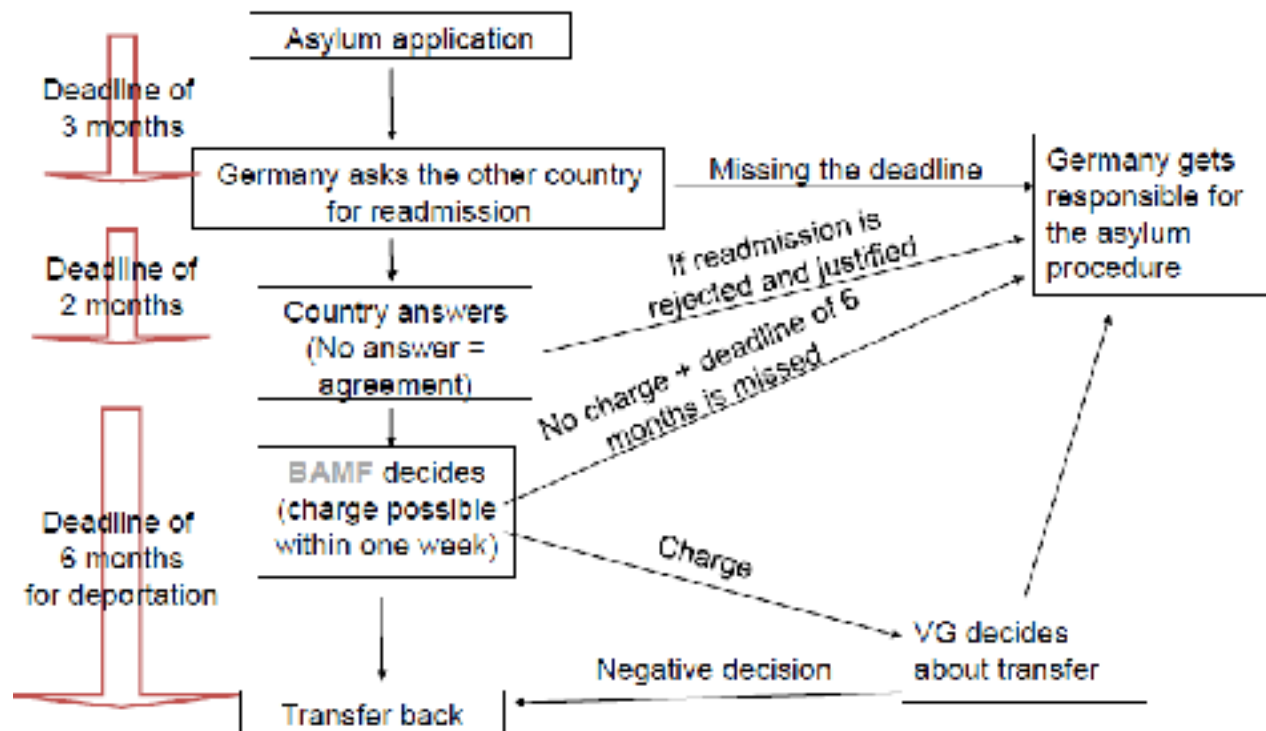 Asylum application
Deadline of
3 months
Germany asks the other country
for readmission
Missing the deadline
Germany gets
responsible for
the asylum
procedure
Deadline of
2 months
If readmission is
rejected and justified
Country answers
(No answer =
agreement)
No charge + deadline of 6
months is missed
BAMF decides
(charge possible
within one week)
Deadline of
6 months
for deportation
Charge
VG decides
about transfer
Negative decision
Transfer back